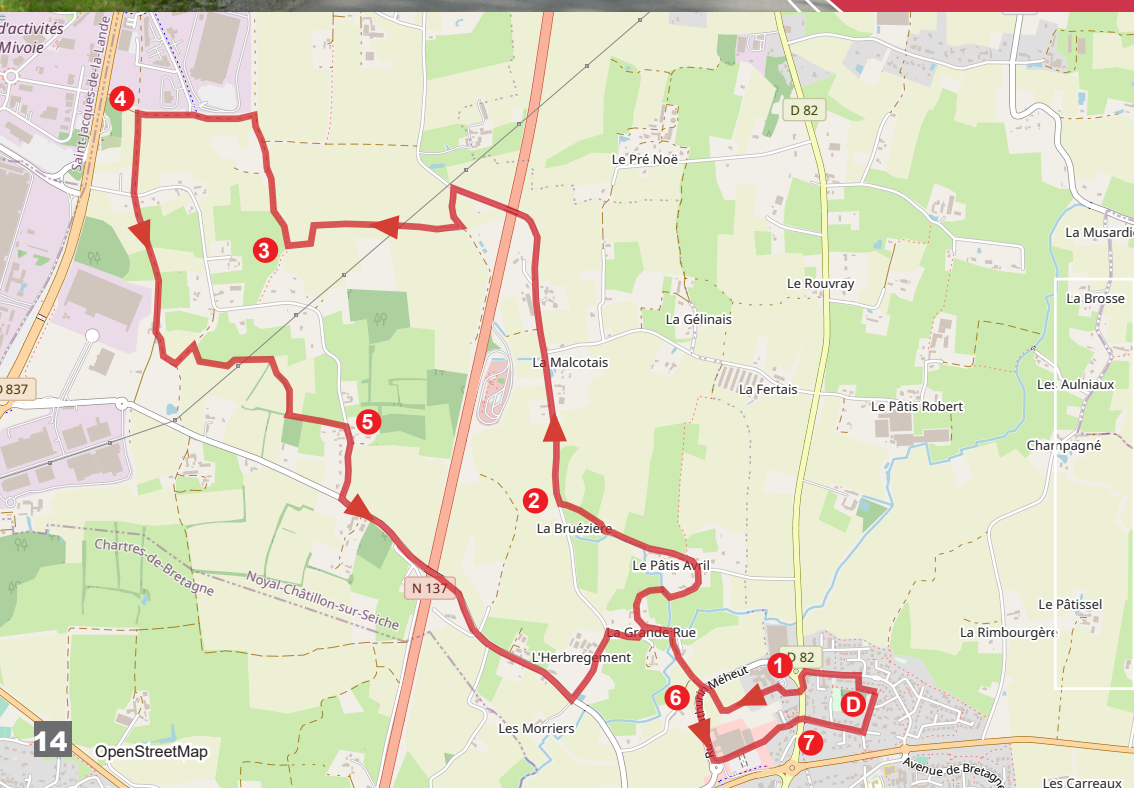 d'activités
Mivoie
Saint-Jacques-de-la-Lande
4
D 82
Le Pré Noë
3
La Musardi
Le Rouvray
La Brosse
La Gélinais
La Malcotais
D 837
La Fertais
Les Aulniaux
Le Pâtis Robert
5
Champagné
2
La Bruézière
Chartres-de-Bretagne
Noyal-Châtillon-sur-Seiche
Le Pâtis Avril
N 137
Le Pâtissel
La Grande Rue
La Rimbourgère
L'Herbregement
D 82
1
Méheut
6
D
Les Morriers
7
14
OpenStreetMap
Avenue de Bretagne
Les Carreaux